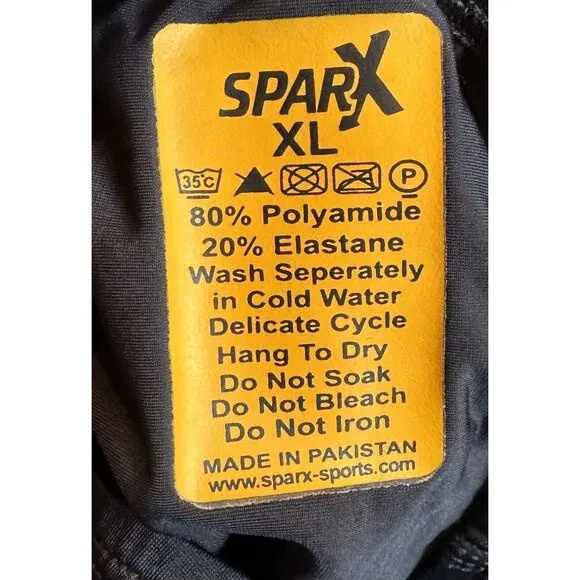 SPARX
XL
35°C P
80% Polyamide
20% Elastane
Wash Seperately
in Cold Water
Delicate Cycle
Hang To Dry
Do Not Soak
Do Not Bleach
Do Not Iron
MADE IN PAKISTAN
www.sparx-sports.com